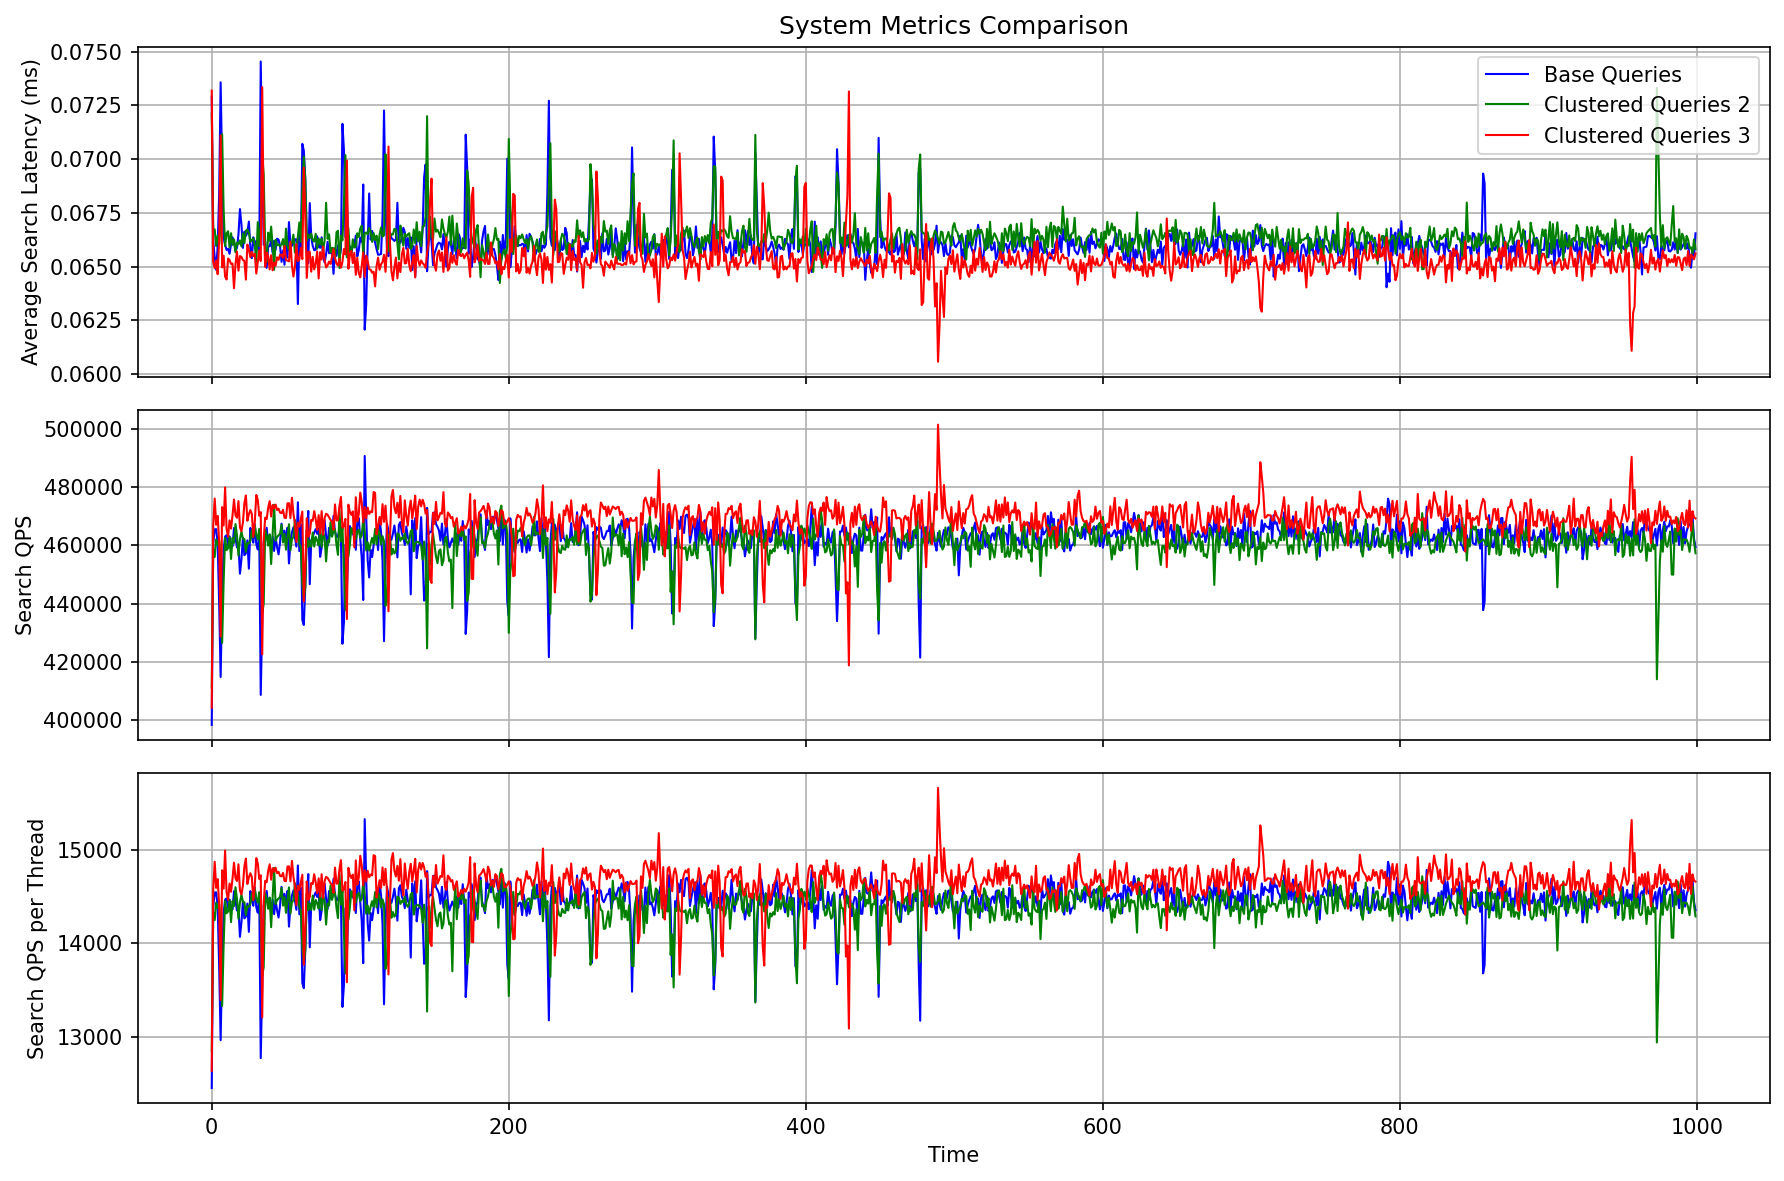 System Metrics Comparison
Average Search Latency (ms)
0.0750
0.0725
0.0700
0.0675
0.0650
0.0625
0.0600
Base Queries
Clustered Queries 2
Clustered Queries 3
Search QPS
500000
480000
460000
440000
420000
400000
Search QPS per Thread
15000
14000
13000
0 200 400 600 800 1000
Time